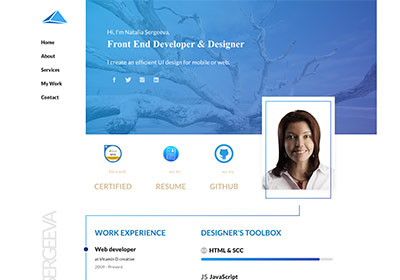 Home
About
Services
My Work
Contact
Hi, I'm Natalia Sergeeva,
Front End Developer & Designer
I create an efficient UI design for mobile or web.
CERTIFIED
RESUME
GITHUB
SERGEEVA
WORK EXPERIENCE
Web developer
at Vitamin D-creative
2009 - Present
DESIGNER'S TOOLBOX
HTML & SCC
JS JavaScript